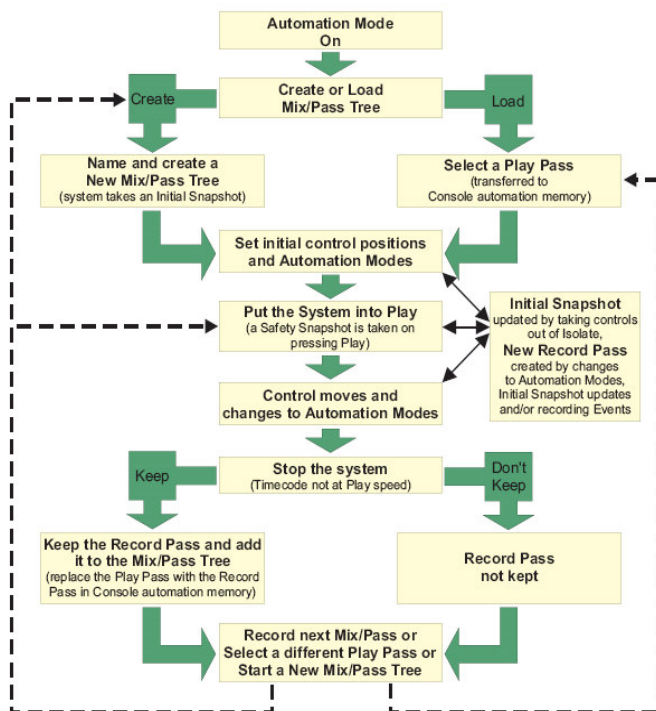 Automation Mode
On
Create
Create or Load
Mix/Pass Tree
Load
Name and create a
New Mix/Pass Tree
(system takes an Initial Snapshot)
Select a Play Pass
(transferred to
Console automation memory)
Set initial control positions
and Automation Modes
Put the System into Play
(a Safety Snapshot is taken on
pressing Play)
Initial Snapshot
updated by taking controls
out of Isolate,
New Record Pass
created by changes
to Automation Modes,
Initial Snapshot updates
and/or recording Events
Control moves and
changes to Automation Modes
Keep
Stop the system
(Timecode not at Play speed)
Don't
Keep
Keep the Record Pass and add
it to the Mix/Pass Tree
(replace the Play Pass with the Record
Pass in Console automation memory)
Record Pass
not kept
Record next Mix/Pass or
Select a different Play Pass or
Start a New Mix/Pass Tree